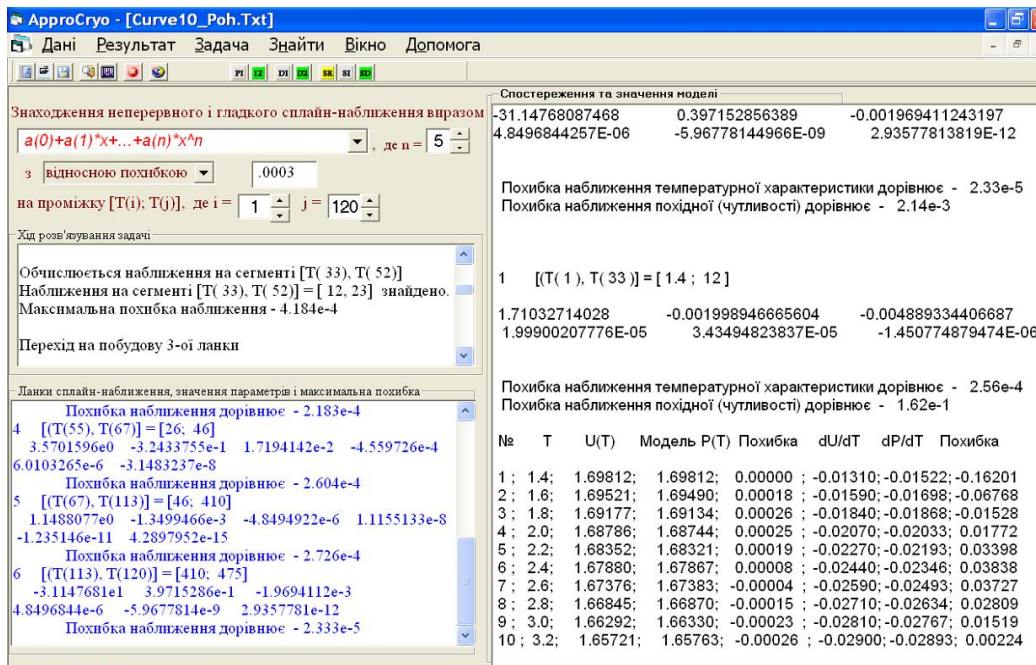 ApproCryo - [Curve10_Poh.Txt]
Дані Результат Задача Знайти Вікно Допомога
PI I2 DI D2 SR SI SD
Знаходження неперервного і гладкого сплайн-наближення виразом
a(0)+a(1)*x+...+a(n)*x^n , де n = 5
з відносною похибкою .0003
на проміжку [T(i); T(j)], де i = 1 j = 120
Хід розв'язування задачі
Обчислюється наближення на сегменті [T( 33), T( 52)]
Наближення на сегменті [T( 33), T( 52)] = [ 12, 23] знайдено.
Максимальна похибка наближення - 4.184e-4
Перехід на побудову 3-ої ланки
Ланки сплайн-наближення, значення параметрів і максимальна похибка
Похибка наближення дорівнює - 2.183e-4
4 [(T(55), T(67)] = [26; 46]
3.5701596e0 -3.2433755e-1 1.7194142e-2 -4.559726e-4
6.0103265e-6 -3.1483237e-8
Похибка наближення дорівнює - 2.604e-4
5 [(T(67), T(113)] = [46; 410]
1.1488077e0 -1.3499466e-3 -4.8494922e-6 1.1155133e-8
-1.235146e-11 4.2897952e-15
Похибка наближення дорівнює - 2.726e-4
6 [(T(113), T(120)] = [410; 475]
-3.1147681e1 3.9715286e-1 -1.9694112e-3
4.8496844e-6 -5.9677814e-9 2.9357781e-12
Похибка наближення дорівнює - 2.333e-5
Спостереження та значення моделі
-31.14768087468 0.397152856389 -0.001969411243197
4.8496844257E-06 -5.96778144966E-09 2.93577813819E-12
Похибка наближення температурної характеристики дорівнює - 2.33e-5
Похибка наближення похідної (чутливості) дорівнює - 2.14e-3
1 [(T( 1 ), T( 33 )] = [ 1.4 ; 12 ]
1.71032714028 -0.001998946665604 -0.004889334406687
1.99900207776E-05 3.43494823837E-05 -1.450774879474E-06
Похибка наближення температурної характеристики дорівнює - 2.56e-4
Похибка наближення похідної (чутливості) дорівнює - 1.62e-1
№ T U(T) Модель P(T) Похибка dU/dT dP/dT Похибка
1 ; 1.4; 1.69812; 1.69812; 0.00000 ; -0.01310; -0.01522; -0.16201
2 ; 1.6; 1.69521; 1.69490; 0.00018 ; -0.01590; -0.01698; -0.06768
3 ; 1.8; 1.69177; 1.69134; 0.00026 ; -0.01840; -0.01868; -0.01528
4 ; 2.0; 1.68786; 1.68744; 0.00025 ; -0.02070; -0.02033; 0.01772
5 ; 2.2; 1.68352; 1.68321; 0.00019 ; -0.02270; -0.02193; 0.03398
6 ; 2.4; 1.67880; 1.67867; 0.00008 ; -0.02440; -0.02346; 0.03838
7 ; 2.6; 1.67376; 1.67383; -0.00004 ; -0.02590; -0.02493; 0.03727
8 ; 2.8; 1.66845; 1.66870; -0.00015 ; -0.02710; -0.02634; 0.02809
9 ; 3.0; 1.66292; 1.66330; -0.00023 ; -0.02810; -0.02767; 0.01519
10 ; 3.2; 1.65721; 1.65763; -0.00026 ; -0.02900; -0.02893; 0.00224